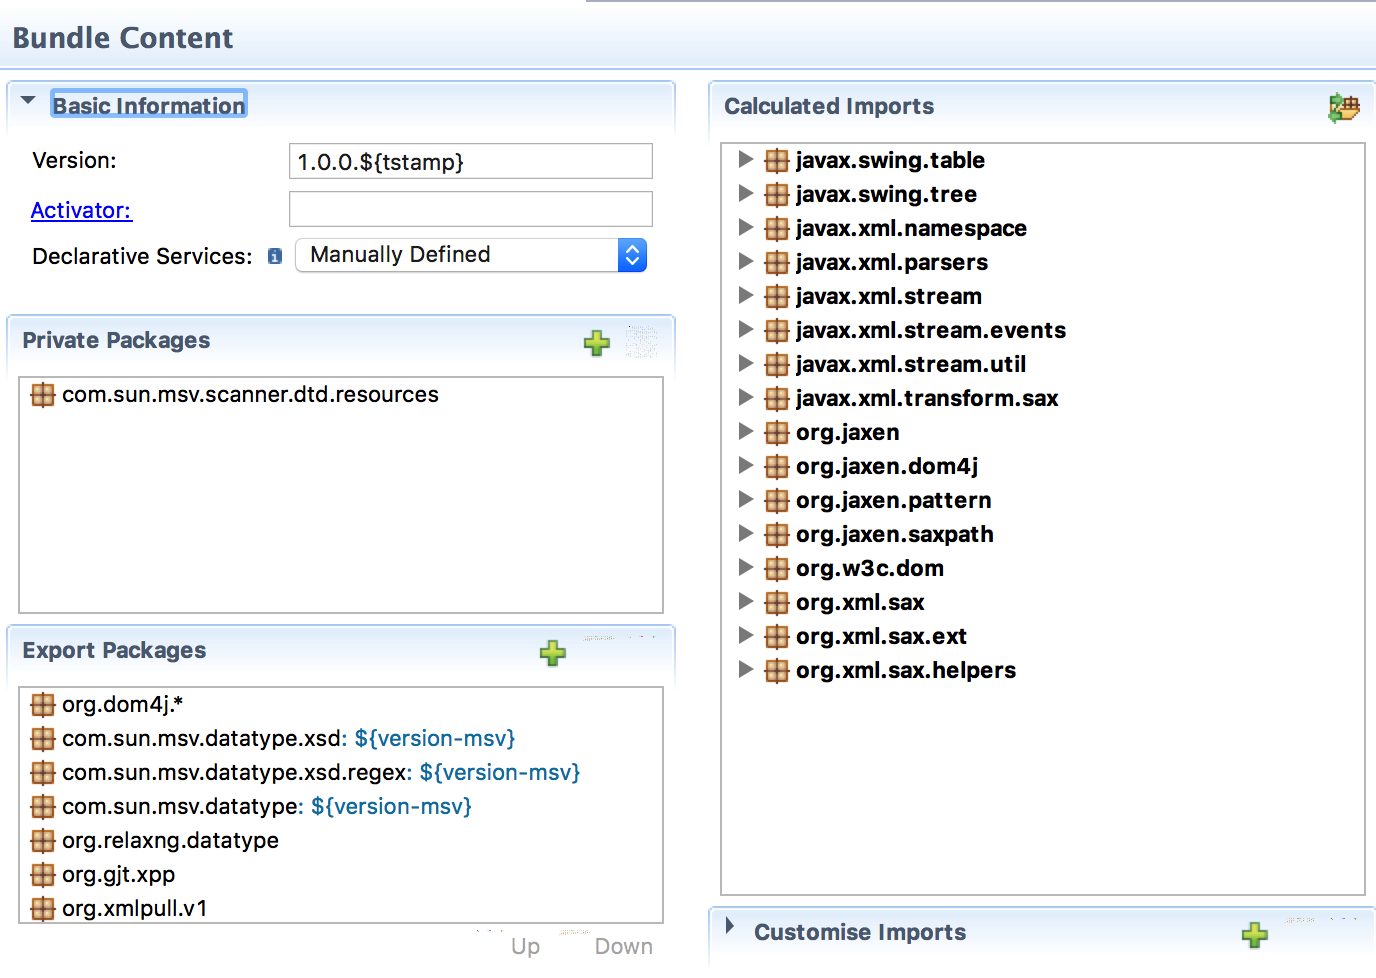 Bundle Content
Basic Information
Version:
1.0.0.${tstamp}
Activator:
Declarative Services:
Manually Defined
Private Packages
com.sun.msv.scanner.dtd.resources
Export Packages
org.dom4j.*
com.sun.msv.datatype.xsd: ${version-msv}
com.sun.msv.datatype.xsd.regex: ${version-msv}
com.sun.msv.datatype: ${version-msv}
org.relaxng.datatype
org.gjt.xpp
org.xmlpull.v1
Up
Down
Calculated Imports
javax.swing.table
javax.swing.tree
javax.xml.namespace
javax.xml.parsers
javax.xml.stream
javax.xml.stream.events
javax.xml.stream.util
javax.xml.transform.sax
org.jaxen
org.jaxen.dom4j
org.jaxen.pattern
org.jaxen.saxpath
org.w3c.dom
org.xml.sax
org.xml.sax.ext
org.xml.sax.helpers
Customise Imports